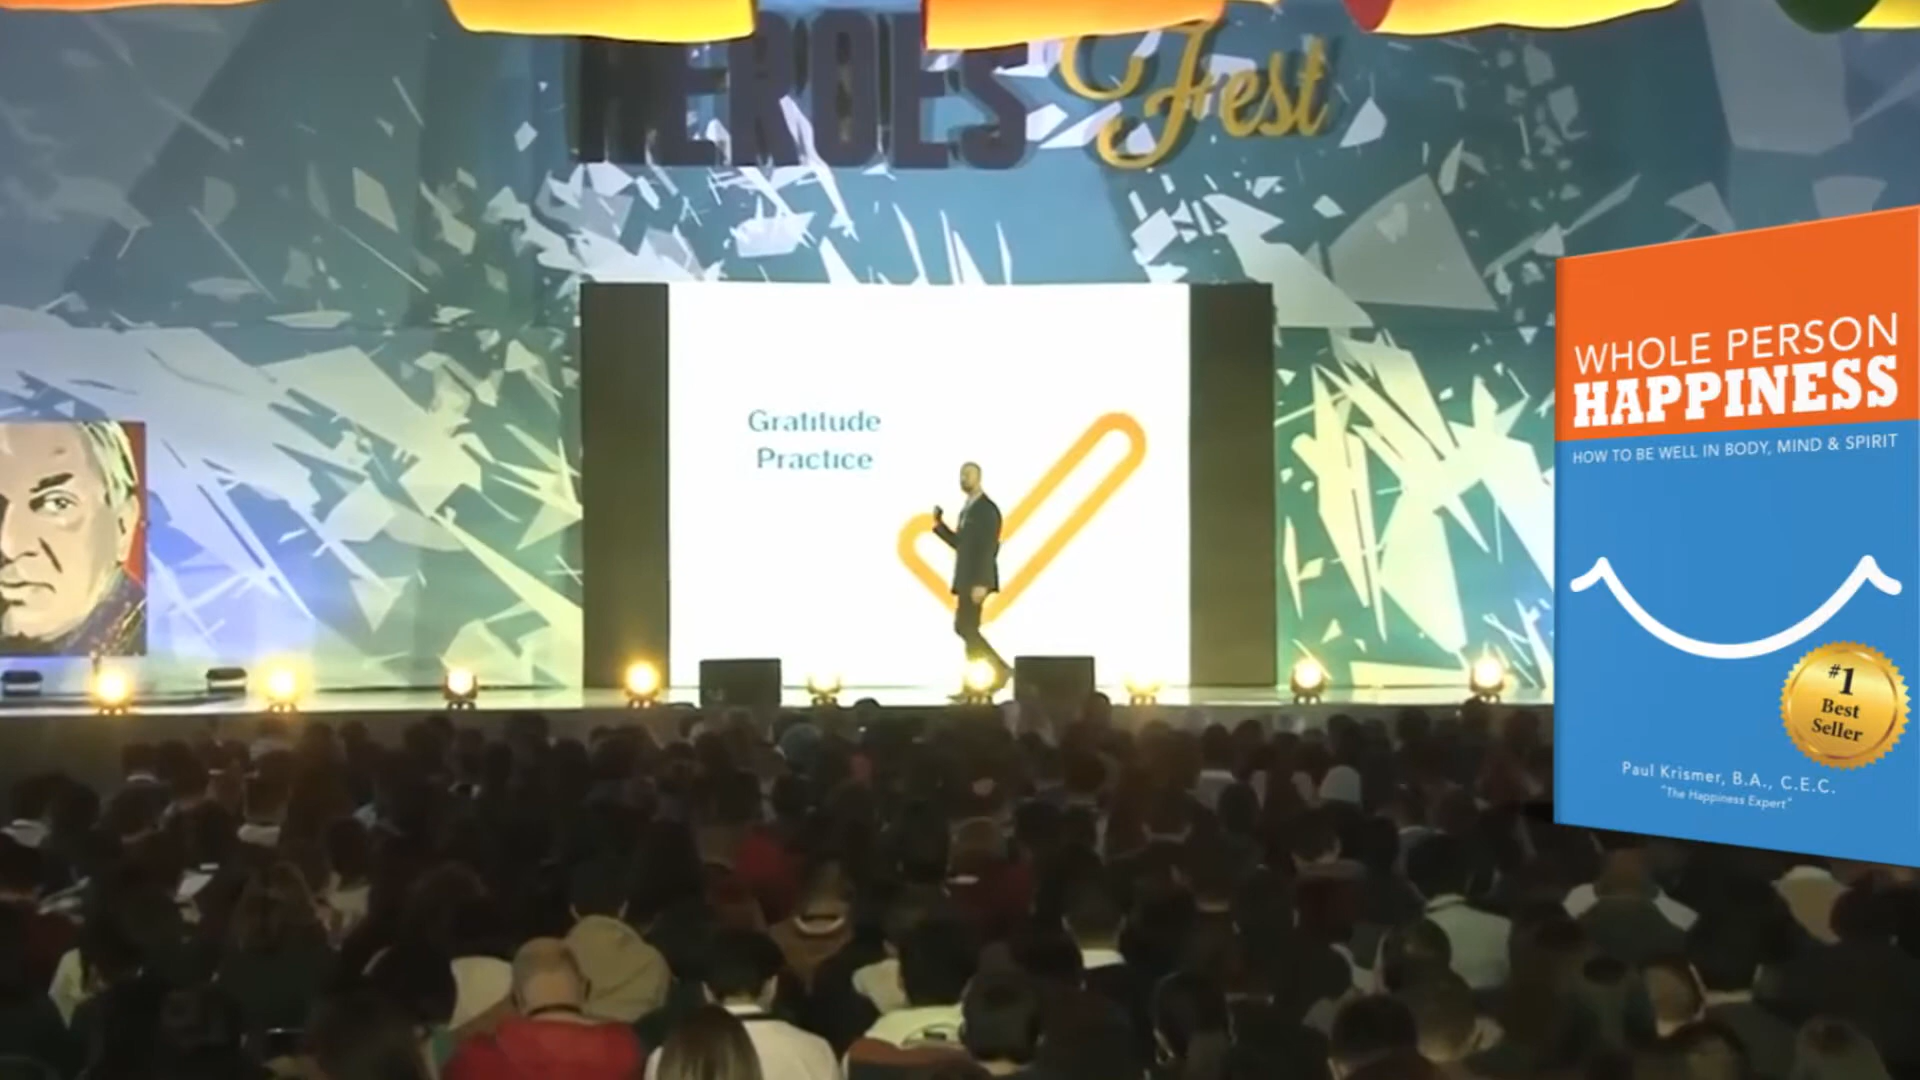 HEROES Fest
Gratitude
Practice
WHOLE PERSON
HAPPINESS
HOW TO BE WELL IN BODY, MIND & SPIRIT
#1
Best
Seller
Paul Krismer, B.A., C.E.C.
"The Happiness Expert"